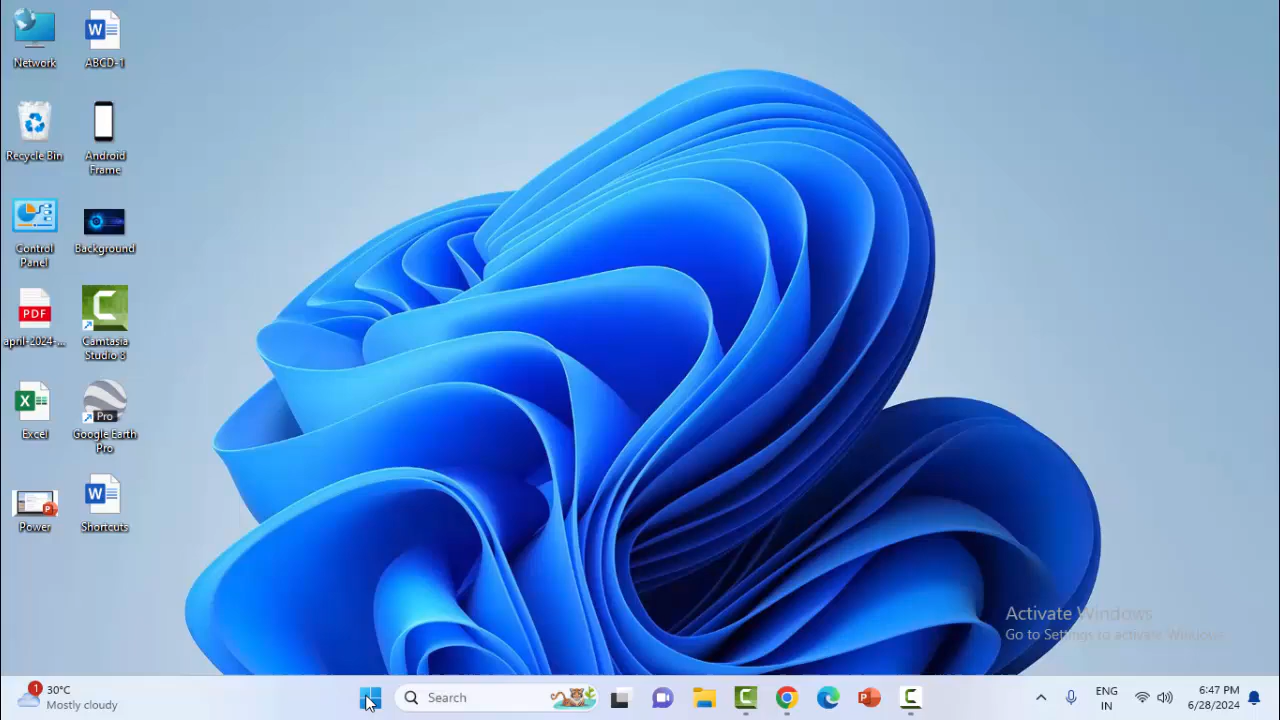 Network
ABCD-1
Recycle Bin
Android
Frame
Control
Panel
Background
PDF
april-2024-...
Camtasia
Studio 8
Excel
Pro
Google Earth
Pro
Power
Shortcuts
Activate Windows
Go to Settings to activate Windows.
1
30°C
Mostly cloudy
Search
ENG
IN
6:47 PM
6/28/2024